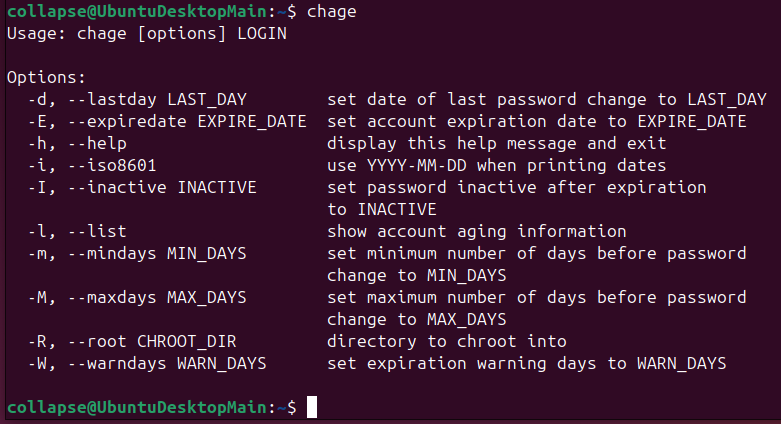 collapse@UbuntuDesktopMain:~$ chage
Usage: chage [options] LOGIN

Options:
  -d, --lastday LAST_DAY        set date of last password change to LAST_DAY
  -E, --expiredate EXPIRE_DATE  set account expiration date to EXPIRE_DATE
  -h, --help                    display this help message and exit
  -i, --iso8601                 use YYYY-MM-DD when printing dates
  -I, --inactive INACTIVE       set password inactive after expiration
                                to INACTIVE
  -l, --list                    show account aging information
  -m, --mindays MIN_DAYS        set minimum number of days before password
                                change to MIN_DAYS
  -M, --maxdays MAX_DAYS        set maximum number of days before password
                                change to MAX_DAYS
  -R, --root CHROOT_DIR         directory to chroot into
  -W, --warndays WARN_DAYS      set expiration warning days to WARN_DAYS

collapse@UbuntuDesktopMain:~$